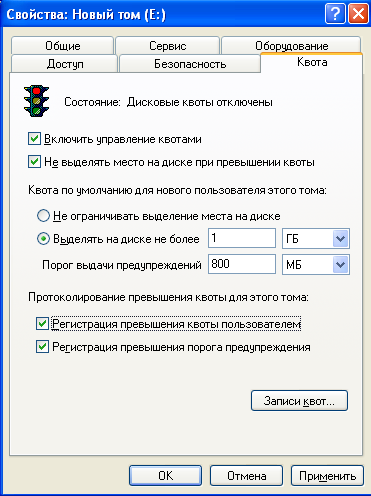 Свойства: Новый том (E:)
Общие Сервис Оборудование
Доступ Безопасность Квота
Состояние: Дисковые квоты отключены
Включить управление квотами
Не выделять место на диске при превышении квоты
Квота по умолчанию для нового пользователя этого тома:
Не ограничивать выделение места на диске
Выделять на диске не более 1 ГБ
Порог выдачи предупреждений 800 МБ
Протоколирование превышения квоты для этого тома:
Регистрация превышения квоты пользователем
Регистрация превышения порога предупреждения
Записи квот...
OK Отмена Применить